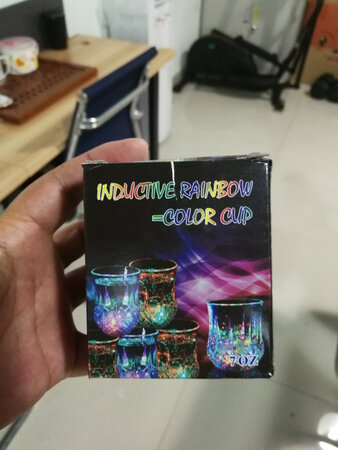 INDUCTIVE RAINBOW
=COLOR CUP
7OZ